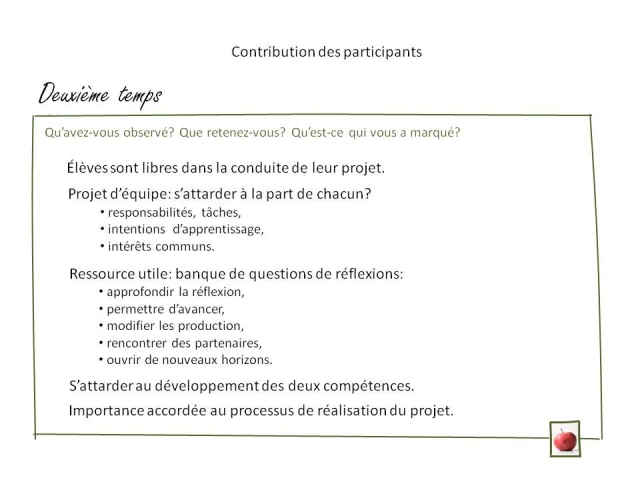 Contribution des participants
Deuxième temps
Qu'avez-vous observé? Que retenez-vous? Qu'est-ce qui vous a marqué?
Élèves sont libres dans la conduite de leur projet.
Projet d'équipe: s'attarder à la part de chacun?
• responsabilités, tâches,
• intentions d'apprentissage,
• intérêts communs.
Ressource utile: banque de questions de réflexions:
• approfondir la réflexion,
• permettre d'avancer,
• modifier les production,
• rencontrer des partenaires,
• ouvrir de nouveaux horizons.
S'attarder au développement des deux compétences.
Importance accordée au processus de réalisation du projet.